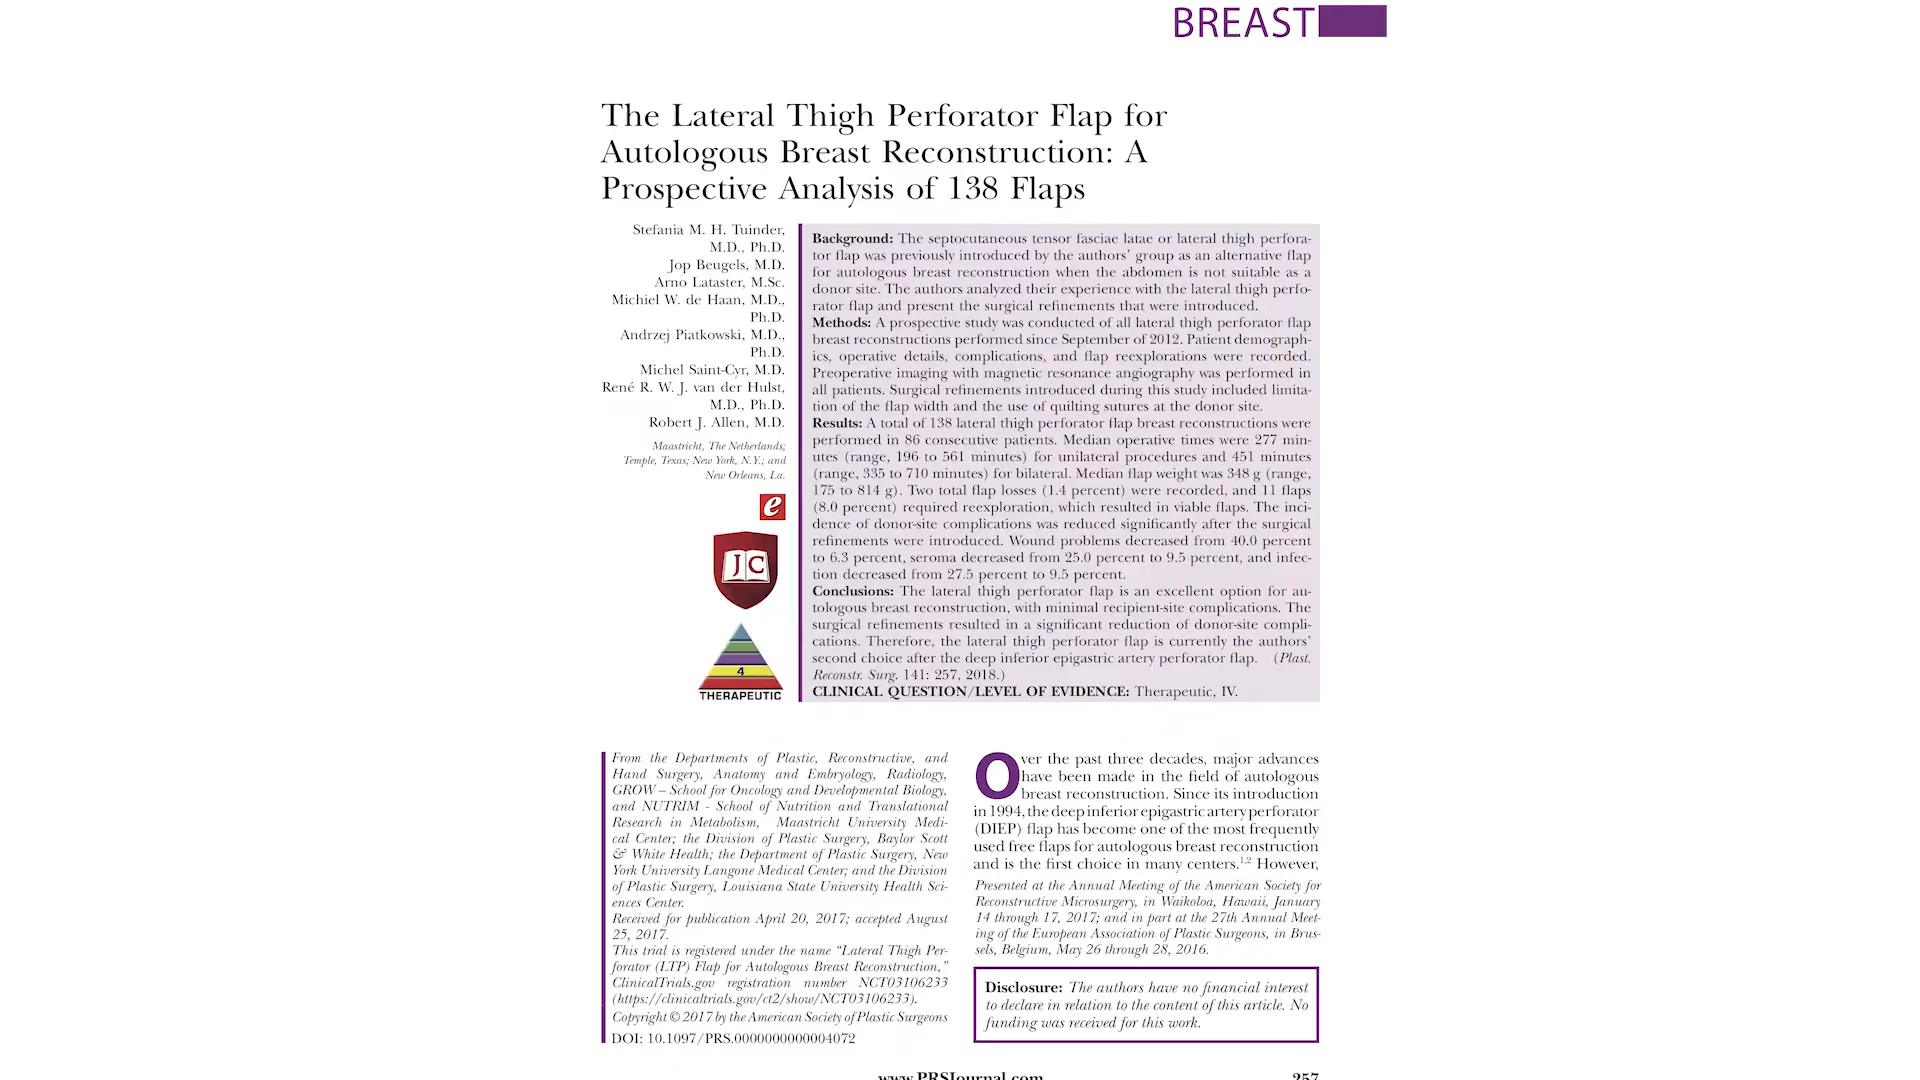 BREAST
The Lateral Thigh Perforator Flap for
Autologous Breast Reconstruction: A
Prospective Analysis of 138 Flaps
Stefania M. H. Tuinder,
M.D., Ph.D.
Jop Beugels, M.D.
Arno Lataster, M.Sc.
Michiel W. de Haan, M.D.,
Ph.D.
Andrzej Piatkowski, M.D.,
Ph.D.
Michel Saint-Cyr, M.D.
René R. W. J. van der Hulst,
M.D., Ph.D.
Robert J. Allen, M.D.
Maastricht, The Netherlands;
Temple, Texas; New York, N.Y.; and
New Orleans, La.
e
JC
4
THERAPEUTIC
Background: The septocutaneous tensor fasciae latae or lateral thigh perfora-
tor flap was previously introduced by the authors' group as an alternative flap
for autologous breast reconstruction when the abdomen is not suitable as a
donor site. The authors analyzed their experience with the lateral thigh perfo-
rator flap and present the surgical refinements that were introduced.
Methods: A prospective study was conducted of all lateral thigh perforator flap
breast reconstructions performed since September of 2012. Patient demograph-
ics, operative details, complications, and flap reexplorations were recorded.
Preoperative imaging with magnetic resonance angiography was performed in
all patients. Surgical refinements introduced during this study included limita-
tion of the flap width and the use of quilting sutures at the donor site.
Results: A total of 138 lateral thigh perforator flap breast reconstructions were
performed in 86 consecutive patients. Median operative times were 277 min-
utes (range, 196 to 561 minutes) for unilateral procedures and 451 minutes
(range, 335 to 710 minutes) for bilateral. Median flap weight was 348 g (range,
175 to 814 g). Two total flap losses (1.4 percent) were recorded, and 11 flaps
(8.0 percent) required reexploration, which resulted in viable flaps. The inci-
dence of donor-site complications was reduced significantly after the surgical
refinements were introduced. Wound problems decreased from 40.0 percent
to 6.3 percent, seroma decreased from 25.0 percent to 9.5 percent, and infec-
tion decreased from 27.5 percent to 9.5 percent.
Conclusions: The lateral thigh perforator flap is an excellent option for au-
tologous breast reconstruction, with minimal recipient-site complications. The
surgical refinements resulted in a significant reduction of donor-site compli-
cations. Therefore, the lateral thigh perforator flap is currently the authors'
second choice after the deep inferior epigastric artery perforator flap. (Plast.
Reconstr. Surg. 141: 257, 2018.)
CLINICAL QUESTION/LEVEL OF EVIDENCE: Therapeutic, IV.
From the Departments of Plastic, Reconstructive, and
Hand Surgery, Anatomy and Embryology, Radiology,
GROW – School for Oncology and Developmental Biology,
and NUTRIM - School of Nutrition and Translational
Research in Metabolism, Maastricht University Medi-
cal Center; the Division of Plastic Surgery, Baylor Scott
& White Health; the Department of Plastic Surgery, New
York University Langone Medical Center; and the Division
of Plastic Surgery, Louisiana State University Health Sci-
ences Center.
Received for publication April 20, 2017; accepted August
25, 2017.
This trial is registered under the name “Lateral Thigh Per-
forator (LTP) Flap for Autologous Breast Reconstruction,”
ClinicalTrials.gov registration number NCT03106233
(https://clinicaltrials.gov/ct2/show/NCT03106233).
Copyright © 2017 by the American Society of Plastic Surgeons
DOI: 10.1097/PRS.0000000000004072
Over the past three decades, major advances
have been made in the field of autologous
breast reconstruction. Since its introduction
in 1994, the deep inferior epigastric artery perforator
(DIEP) flap has become one of the most frequently
used free flaps for autologous breast reconstruction
and is the first choice in many centers.1,2 However,
Presented at the Annual Meeting of the American Society for
Reconstructive Microsurgery, in Waikoloa, Hawaii, January
14 through 17, 2017; and in part at the 27th Annual Meet-
ing of the European Association of Plastic Surgeons, in Brus-
sels, Belgium, May 26 through 28, 2016.
Disclosure: The authors have no financial interest
to declare in relation to the content of this article. No
funding was received for this work.
www.PRSJournal.com
257